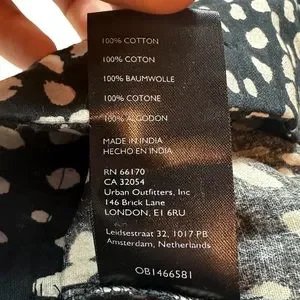 100% COTTON
100% COTON
100% BAUMWOLLE
100% COTONE
100% ALGODON
MADE IN INDIA
HECHO EN INDIA
RN 66170
CA 32054
Urban Outfitters, Inc
146 Brick Lane
LONDON, E1 6RU
Leidsestraat 32, 1017 PB
Amsterdam, Netherlands
OB1466581